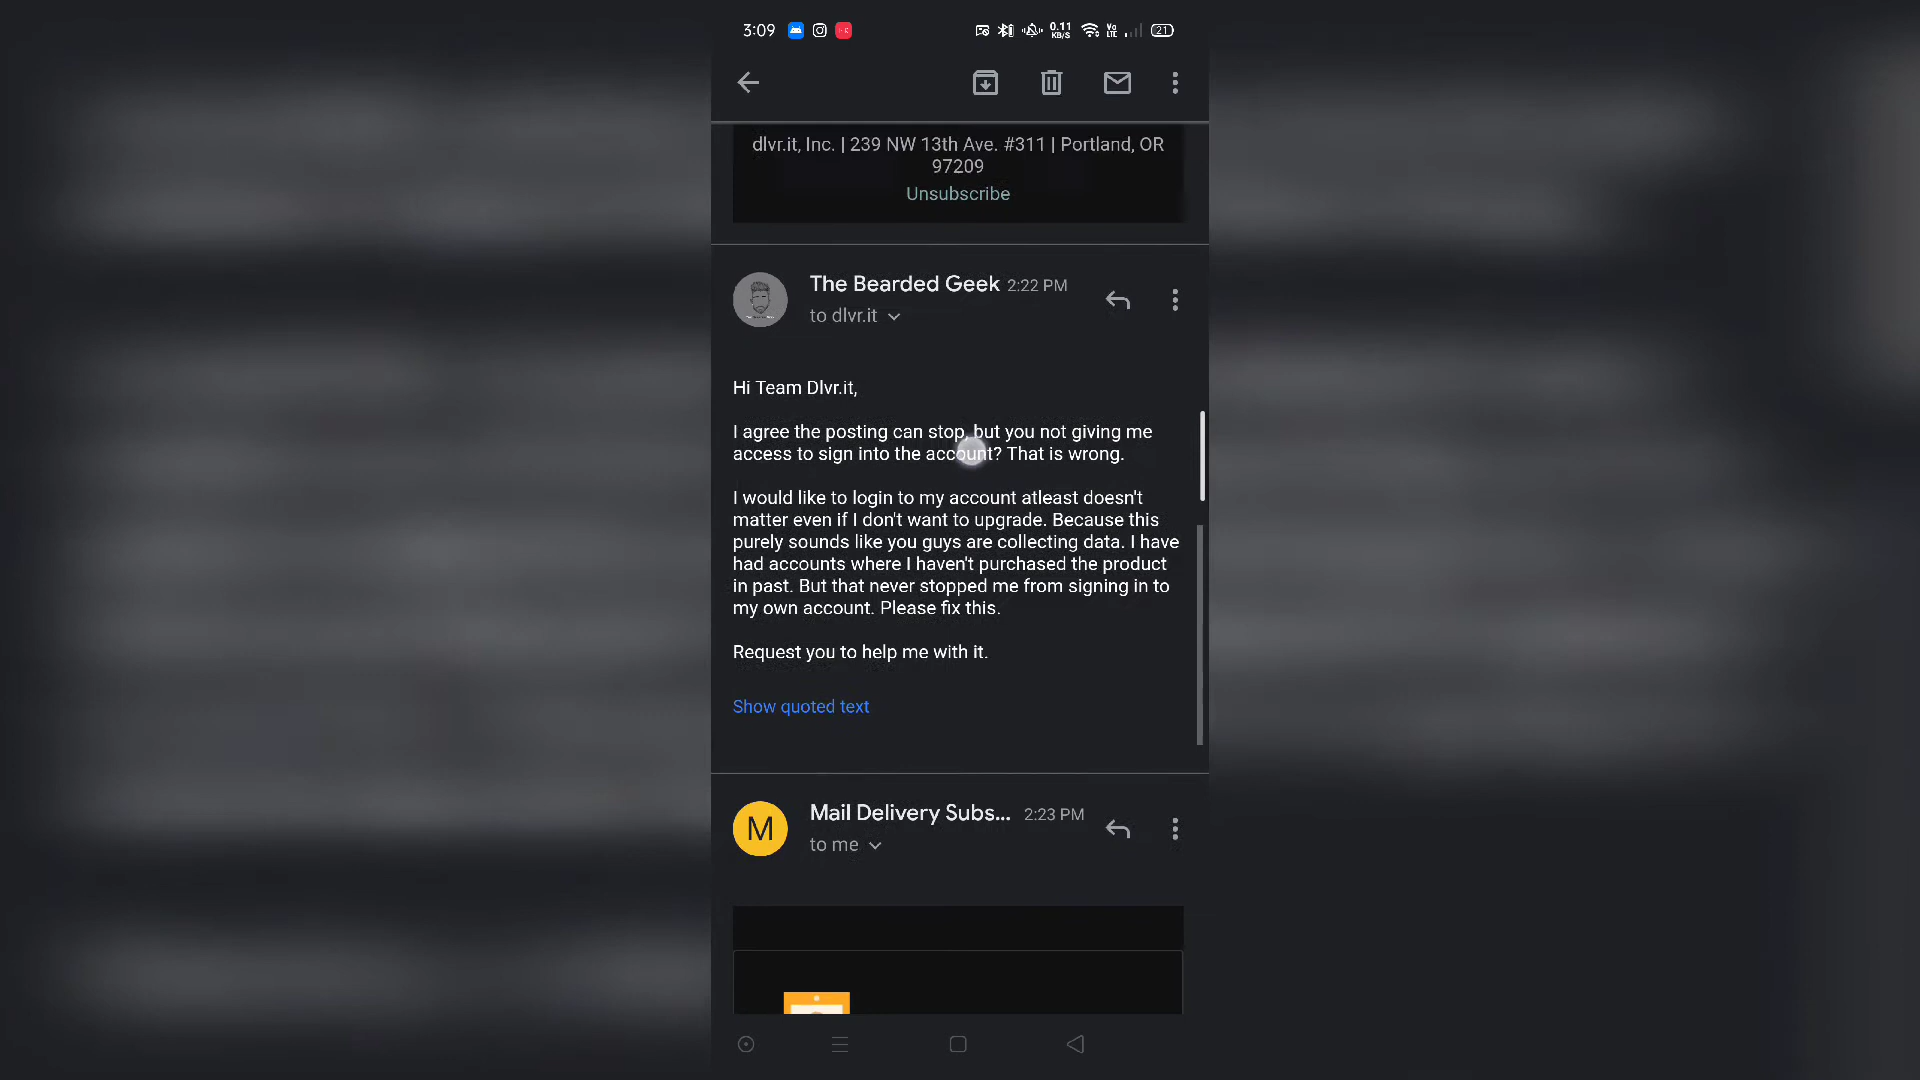 3:09
0.11
KB/S
Vo
LTE
21
dlvr.it, Inc. | 239 NW 13th Ave. #311 | Portland, OR
97209
Unsubscribe
The Bearded Geek 2:22 PM
to dlvr.it
Hi Team Dlvr.it,
I agree the posting can stop, but you not giving me
access to sign into the account? That is wrong.
I would like to login to my account atleast doesn't
matter even if I don't want to upgrade. Because this
purely sounds like you guys are collecting data. I have
had accounts where I haven't purchased the product
in past. But that never stopped me from signing in to
my own account. Please fix this.
Request you to help me with it.
Show quoted text
M
Mail Delivery Subs... 2:23 PM
to me